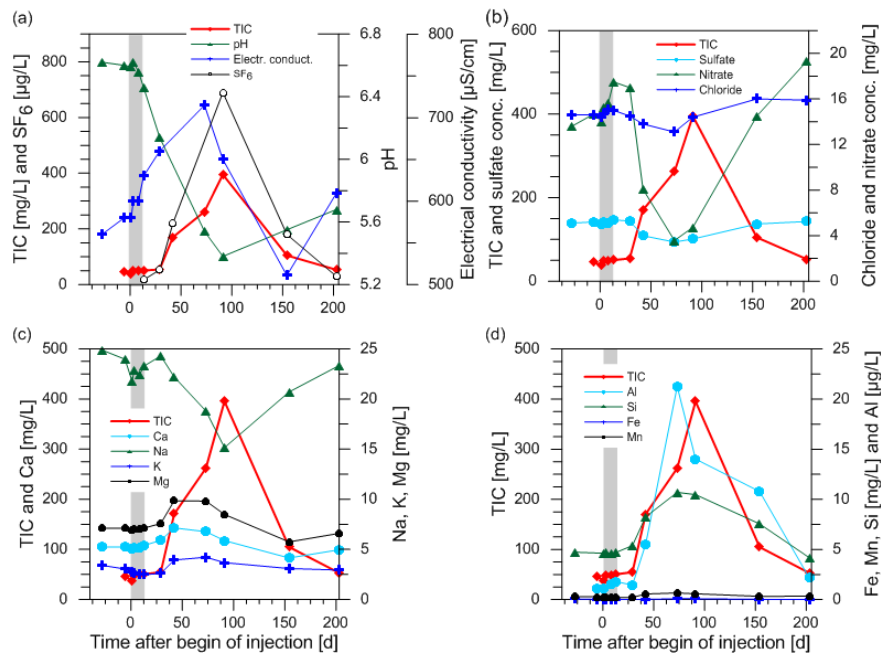 (a)
TIC
pH
Electr. conduct.
SF6
TIC [mg/L] and SF6 [µg/L]
800
600
400
200
0
6.8
6.4
6
5.6
5.2
pH
800
700
600
500
Electrical conductivity [µS/cm]
0 50 100 150 200
(b)
TIC
Sulfate
Nitrate
Chloride
TIC and sulfate conc. [mg/L]
600
500
400
300
200
100
0
20
16
12
8
4
0
Chloride and nitrate conc. [mg/L]
0 50 100 150 200
(c)
TIC
Ca
Na
K
Mg
TIC and Ca [mg/L]
500
400
300
200
100
0
25
20
15
10
5
0
Na, K, Mg [mg/L]
0 50 100 150 200
Time after begin of injection [d]
(d)
TIC
Al
Si
Fe
Mn
TIC [mg/L]
500
400
300
200
100
0
25
20
15
10
5
0
Fe, Mn, Si [mg/L] and Al [µg/L]
0 50 100 150 200
Time after begin of injection [d]